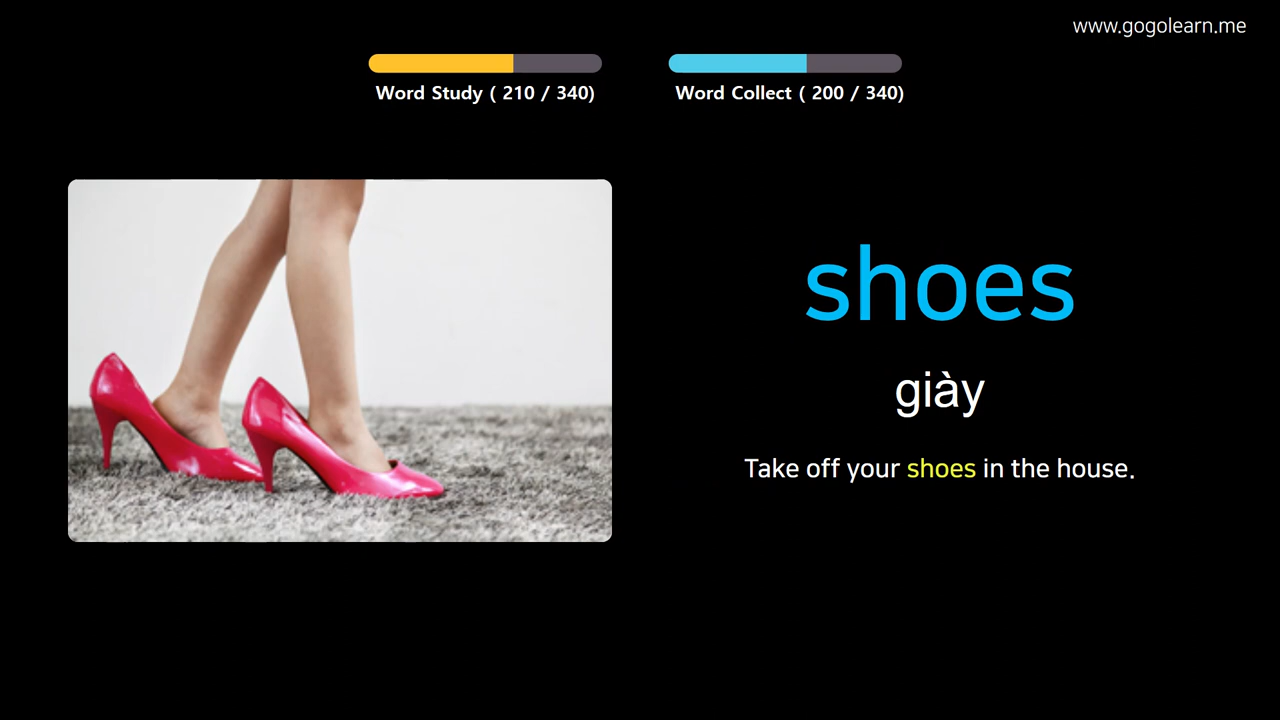 www.gogolearn.me
Word Study ( 210 / 340)
Word Collect ( 200 / 340)
shoes
giày
Take off your shoes in the house.